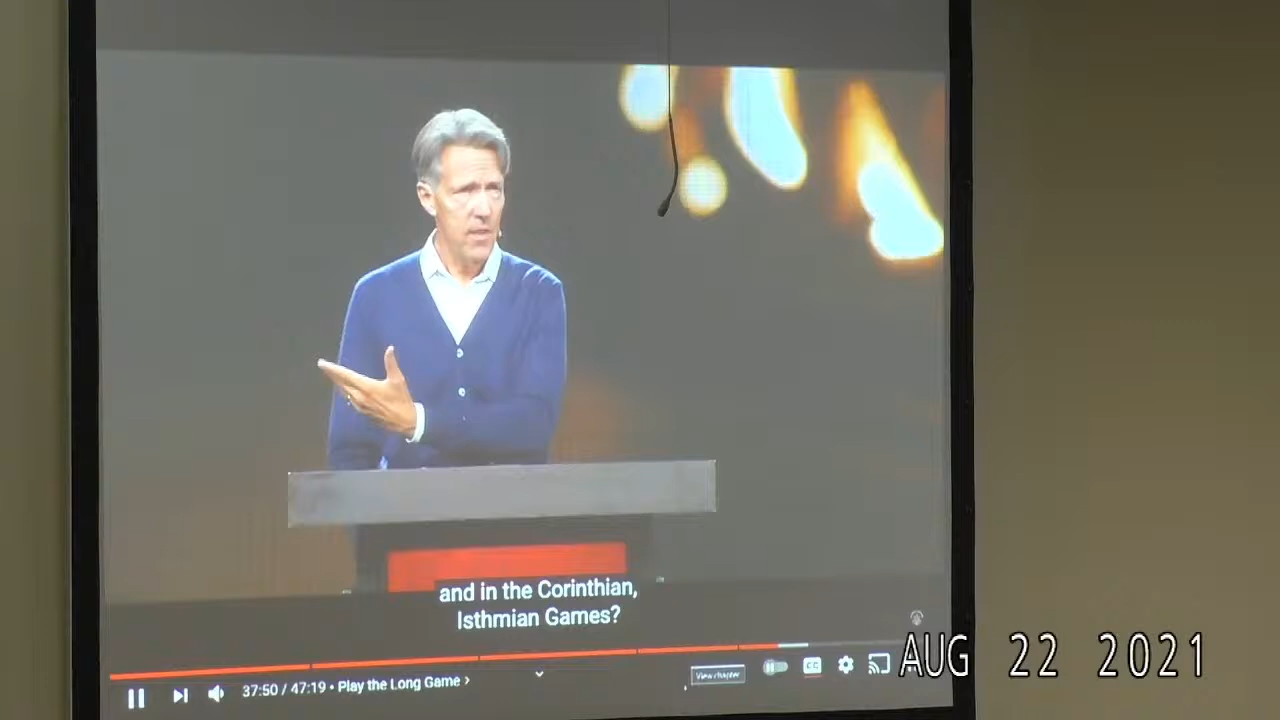 and in the Corinthian,
Isthmian Games?
View chapter
CC
37:50 / 47:19 • Play the Long Game ›
AUG 22 2021